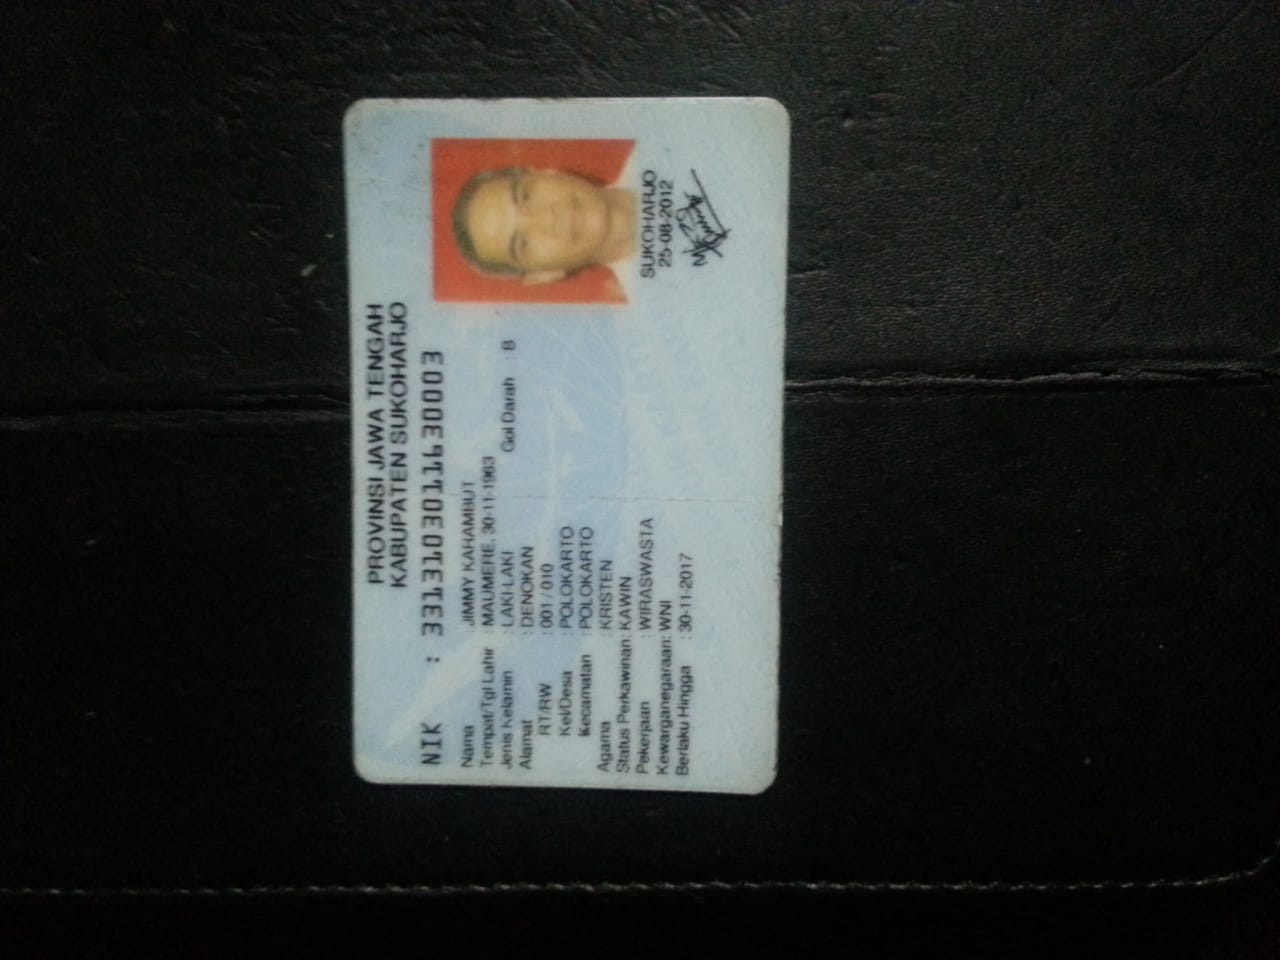 PROVINSI JAWA TENGAH
KABUPATEN SUKOHARJO
NIK : 3313103011630003
Nama : JIMMY KARAMBUT
Tempat/Tgl Lahir : MAUMERE, 30-11-1963
Jenis Kelamin : LAKI-LAKI Gol Darah : B
Alamat : DENOKAN
RT/RW : 001 / 010
Kel/Desa : POLOKARTO
Kecamatan : POLOKARTO
Agama : KRISTEN
Status Perkawinan: KAWIN
Pekerjaan : WIRASWASTA
Kewarganegaraan: WNI
Berlaku Hingga : 30-11-2017
SUKOHARJO
25-08-2012